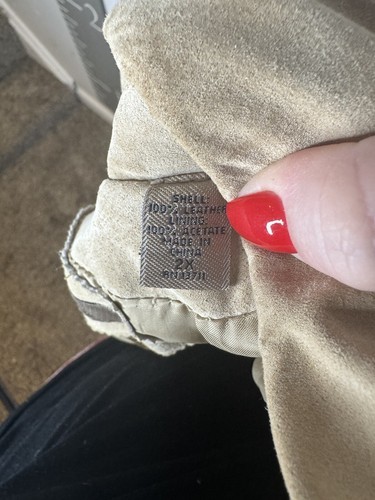 SHELL:
100% LEATHER
LINING:
100% ACETATE
MADE IN
CHINA
2X